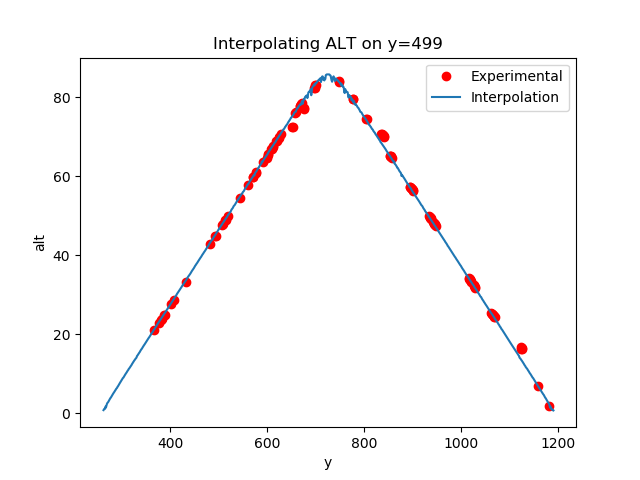 Interpolating ALT on y=499
Experimental
Interpolation
alt
80
60
40
20
0
400 600 800 1000 1200
y